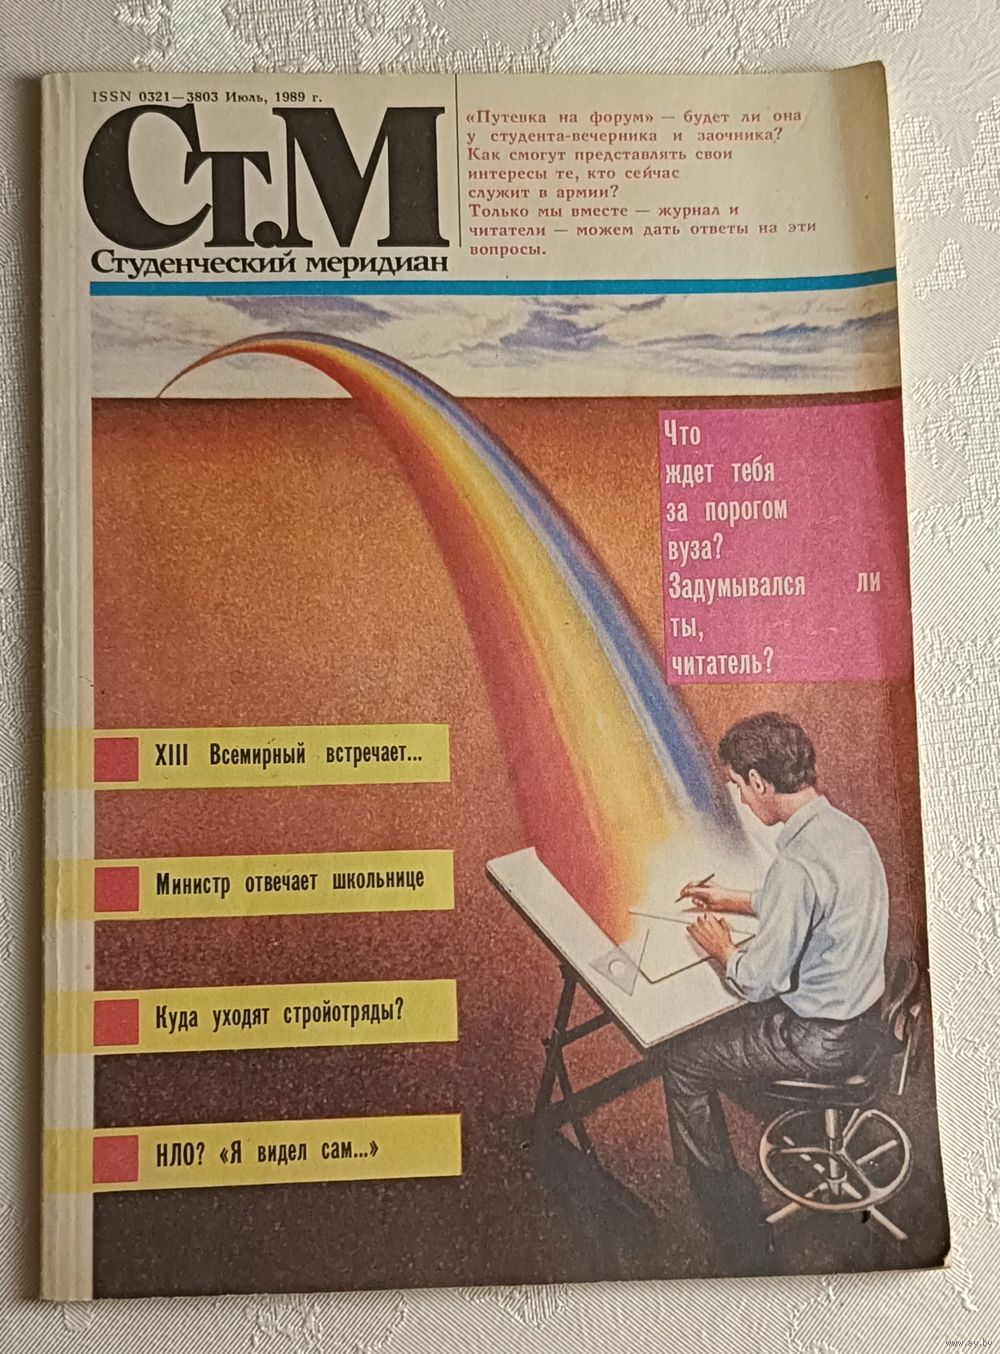 ISSN 0321—3803 Июль, 1989 г.
Ст.М
Студенческий меридиан
«Путевка на форум» — будет ли она
у студента-вечерника и заочника?
Как смогут представлять свои
интересы те, кто сейчас
служит в армии?
Только мы вместе — журнал и
читатели — можем дать ответы на эти
вопросы.
Что
ждет тебя
за порогом
вуза?
Задумывался ли
ты,
читатель?
XIII Всемирный встречает...
Министр отвечает школьнице
Куда уходят стройотряды?
НЛО? «Я видел сам...»
www.ay.by